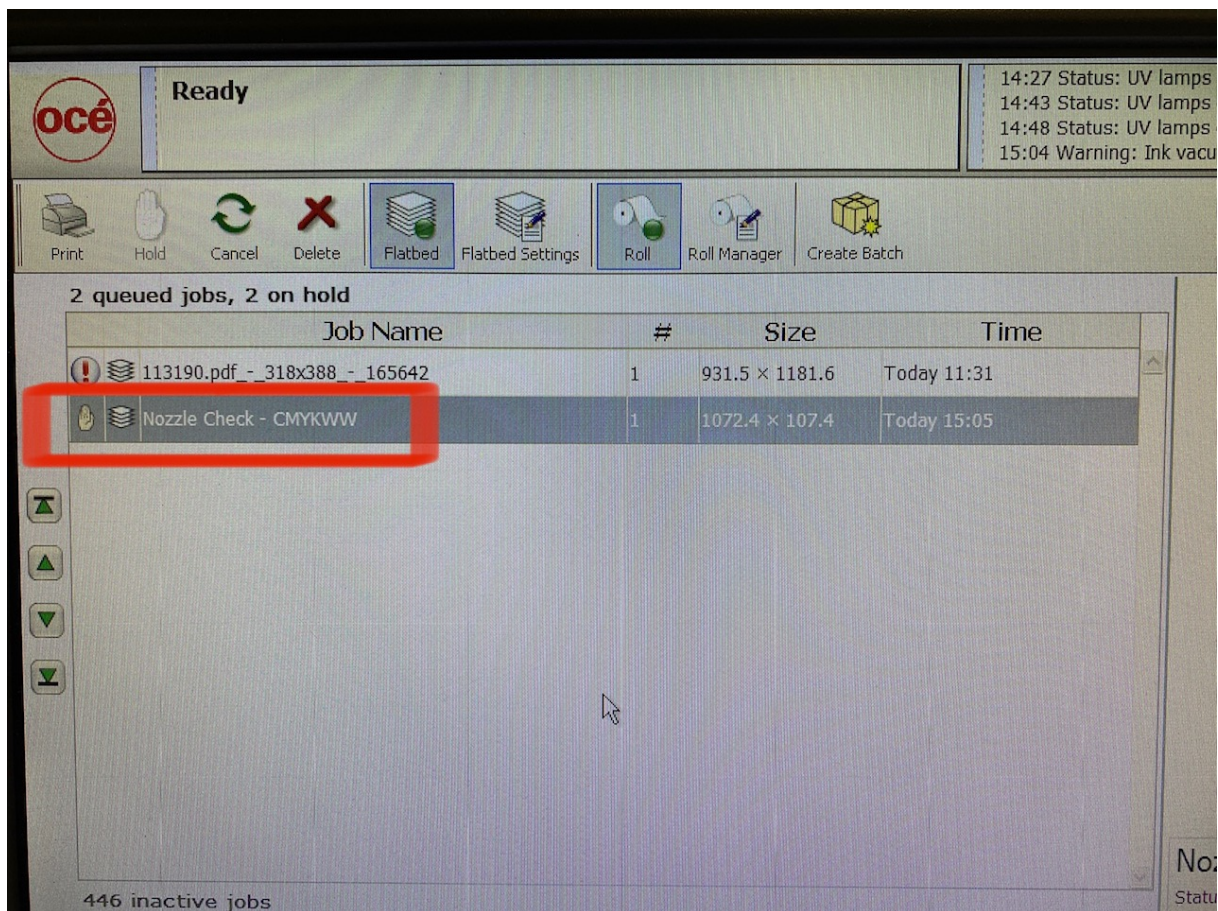 océ
Ready
14:27 Status: UV lamps
14:43 Status: UV lamps
14:48 Status: UV lamps
15:04 Warning: Ink
Print Hold Cancel Delete Flatbed Flatbed Settings Roll Roll Manager Create Batch
2 queued jobs, 2 on hold
Job Name # Size Time
113190.pdf_-_318x388_-_165642 1 931.5 × 1181.6 Today 11:31
Nozzle Check - CMYKWW 1 1072.4 × 107.4 Today 15:05
446 inactive jobs